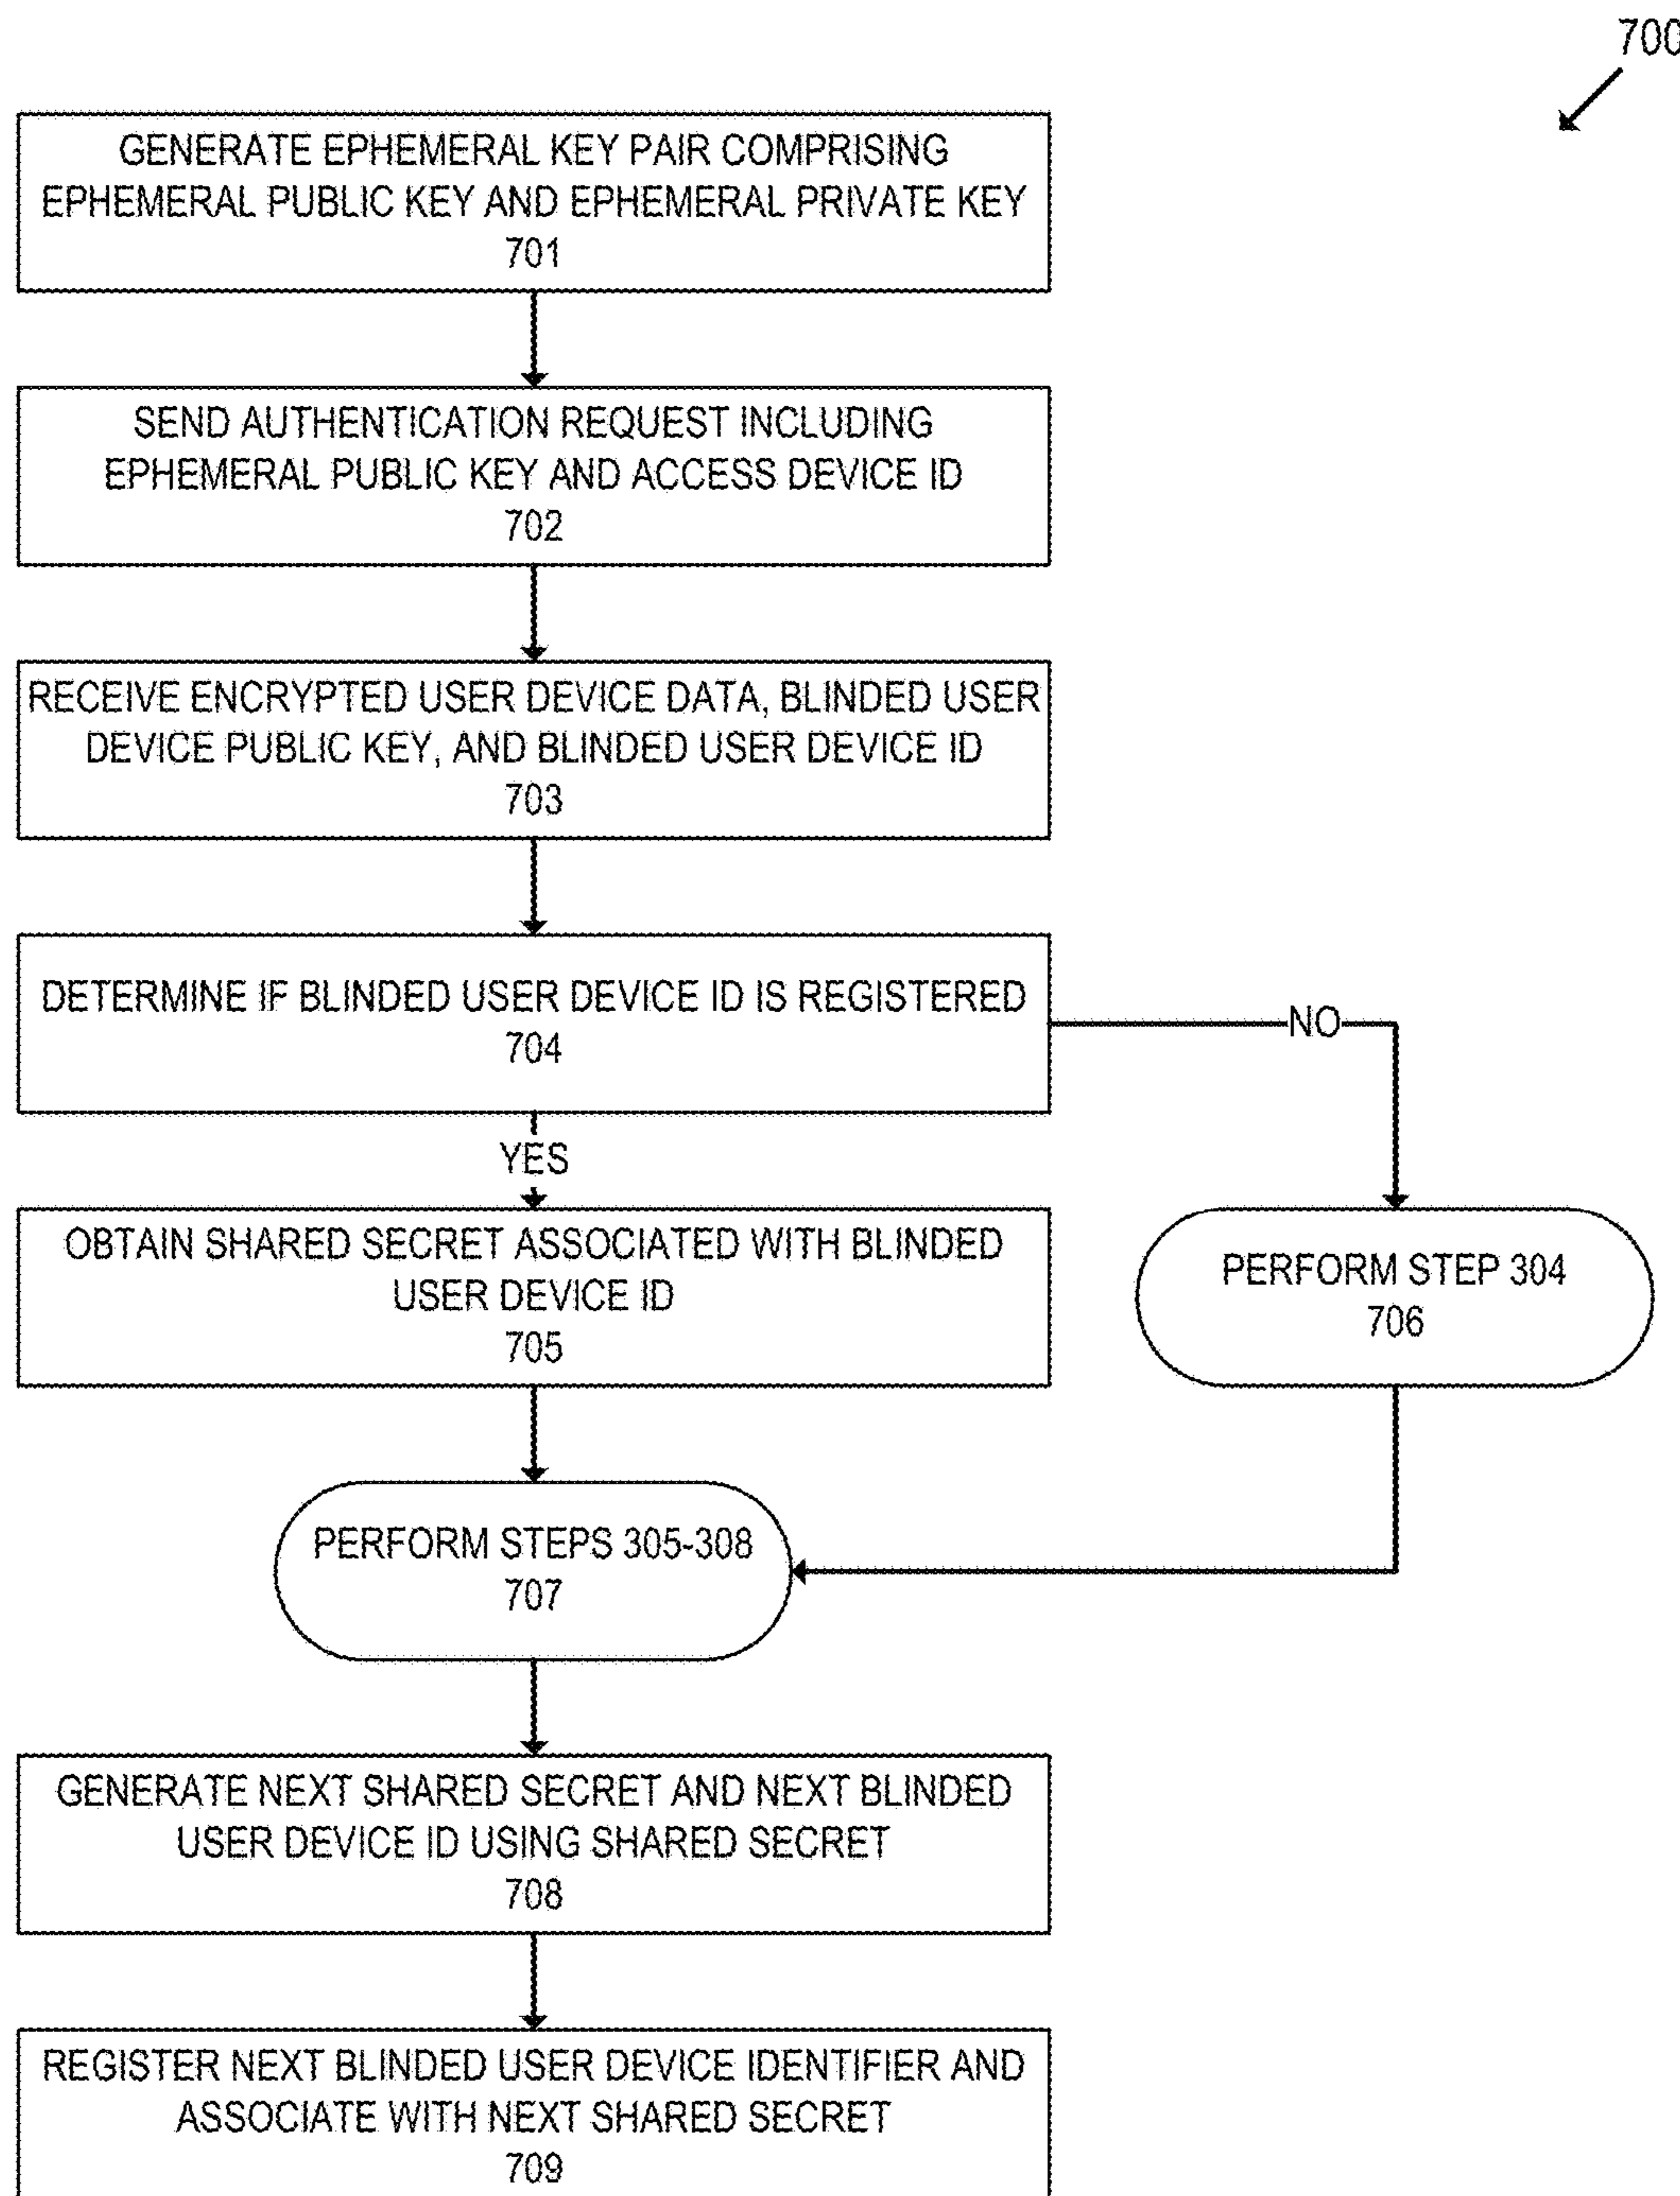 700
GENERATE EPHEMERAL KEY PAIR COMPRISING
EPHEMERAL PUBLIC KEY AND EPHEMERAL PRIVATE KEY
701
SEND AUTHENTICATION REQUEST INCLUDING
EPHEMERAL PUBLIC KEY AND ACCESS DEVICE ID
702
RECEIVE ENCRYPTED USER DEVICE DATA, BLINDED USER
DEVICE PUBLIC KEY, AND BLINDED USER DEVICE ID
703
DETERMINE IF BLINDED USER DEVICE ID IS REGISTERED
704
NO
YES
OBTAIN SHARED SECRET ASSOCIATED WITH BLINDED
USER DEVICE ID
705
PERFORM STEP 304
706
PERFORM STEPS 305-308
707
GENERATE NEXT SHARED SECRET AND NEXT BLINDED
USER DEVICE ID USING SHARED SECRET
708
REGISTER NEXT BLINDED USER DEVICE IDENTIFIER AND
ASSOCIATE WITH NEXT SHARED SECRET
709